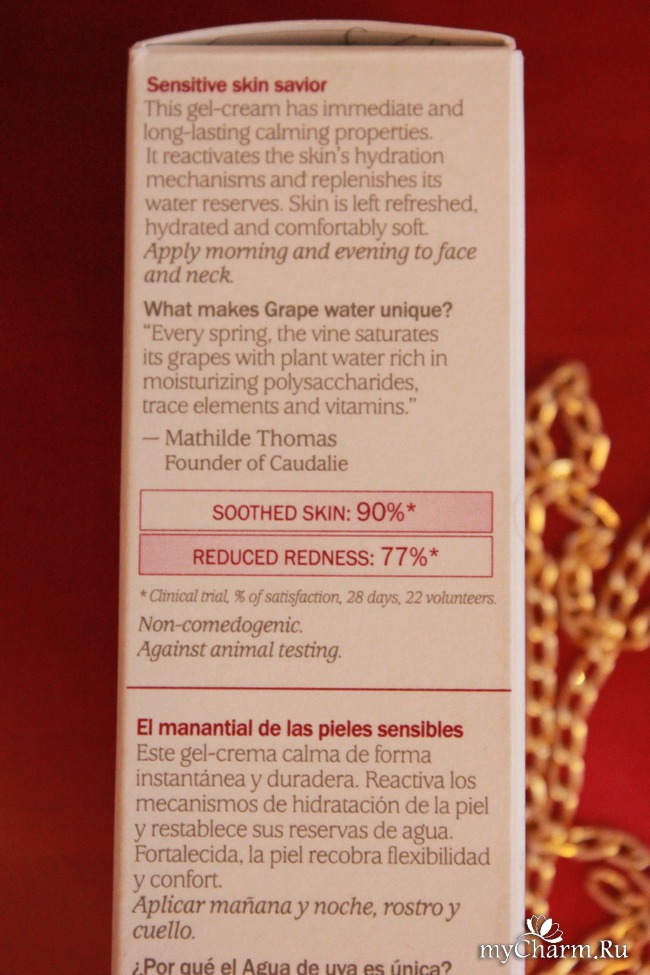 Sensitive skin savior
This gel-cream has immediate and
long-lasting calming properties.
It reactivates the skin's hydration
mechanisms and replenishes its
water reserves. Skin is left refreshed,
hydrated and comfortably soft.
Apply morning and evening to face
and neck.
What makes Grape water unique?
“Every spring, the vine saturates
its grapes with plant water rich in
moisturizing polysaccharides,
trace elements and vitamins.”
— Mathilde Thomas
Founder of Caudalie
SOOTHED SKIN: 90%*
REDUCED REDNESS: 77%*
* Clinical trial, % of satisfaction, 28 days, 22 volunteers.
Non-comedogenic.
Against animal testing.
El manantial de las pieles sensibles
Este gel-crema calma de forma
instantánea y duradera. Reactiva los
mecanismos de hidratación de la piel
y restablece sus reservas de agua.
Fortalecida, la piel recobra flexibilidad
y confort.
Aplicar mañana y noche, rostro y
cuello.
¿Por qué el Agua de uva es única?
myCharm.Ru